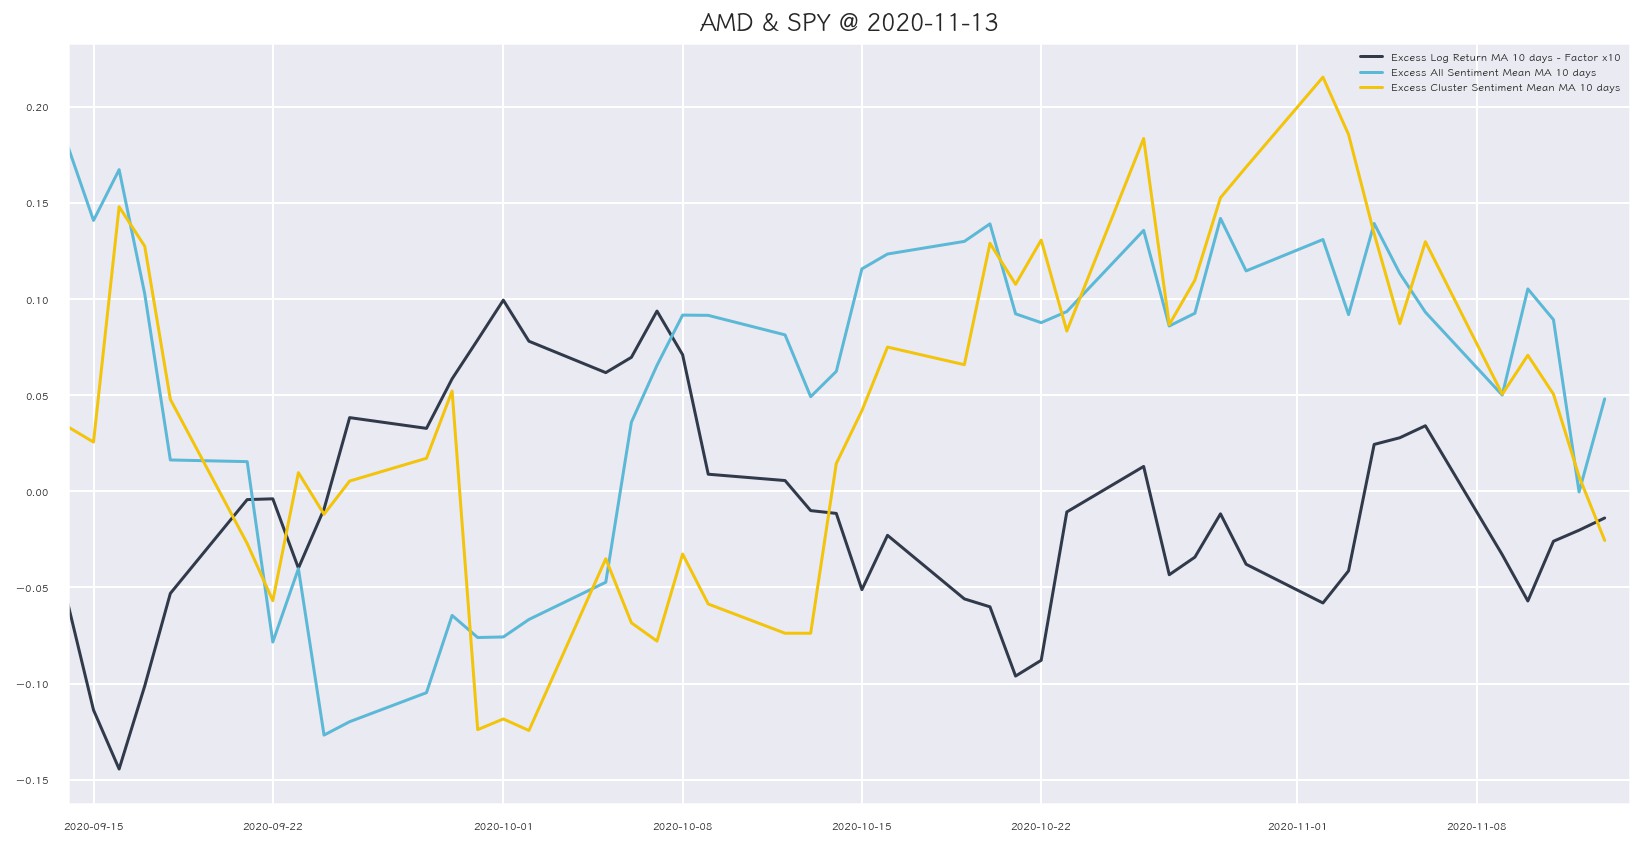 AMD & SPY @ 2020-11-13
Excess Log Return MA 10 days - Factor x10
Excess All Sentiment Mean MA 10 days
Excess Cluster Sentiment Mean MA 10 days
0.20
0.15
0.10
0.05
0.00
−0.05
−0.10
−0.15
2020-09-15 2020-09-22 2020-10-01 2020-10-08 2020-10-15 2020-10-22 2020-11-01 2020-11-08